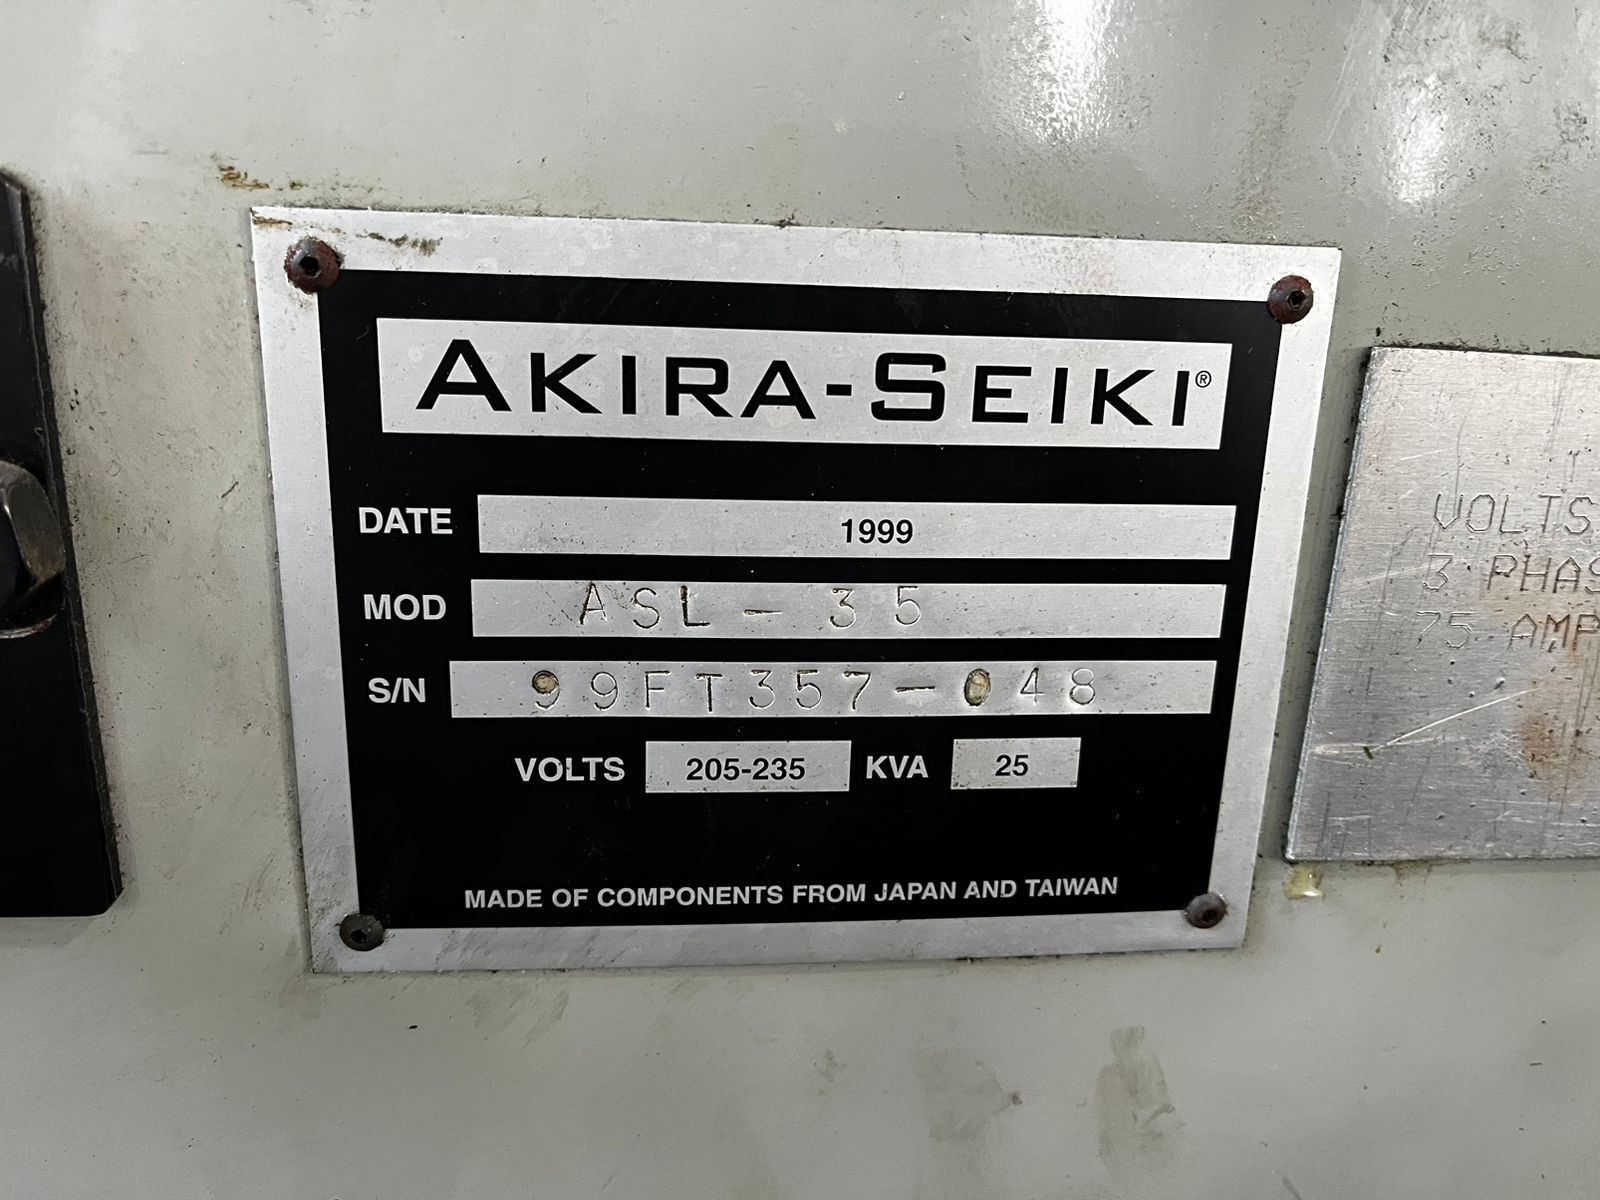 AKIRA-SEIKI®
DATE 1999
MOD ASL-35
S/N 99FT357-048
VOLTS 205-235 KVA 25
MADE OF COMPONENTS FROM JAPAN AND TAIWAN
VOLTS
3 PHAS
75 AMP